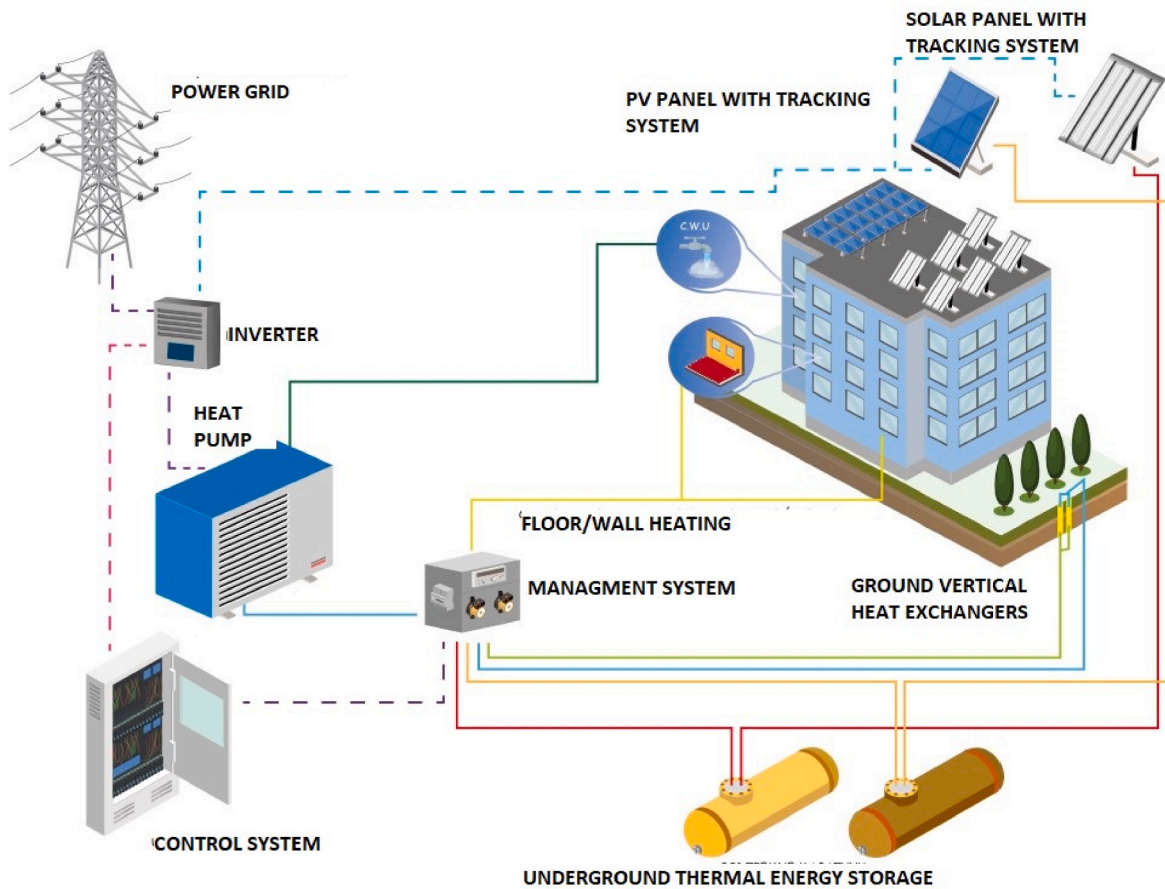 SOLAR PANEL WITH
TRACKING SYSTEM
POWER GRID
PV PANEL WITH TRACKING
SYSTEM
C.W.U
INVERTER
HEAT
PUMP
FLOOR/WALL HEATING
MANAGMENT SYSTEM
GROUND VERTICAL
HEAT EXCHANGERS
CONTROL SYSTEM
UNDERGROUND THERMAL ENERGY STORAGE